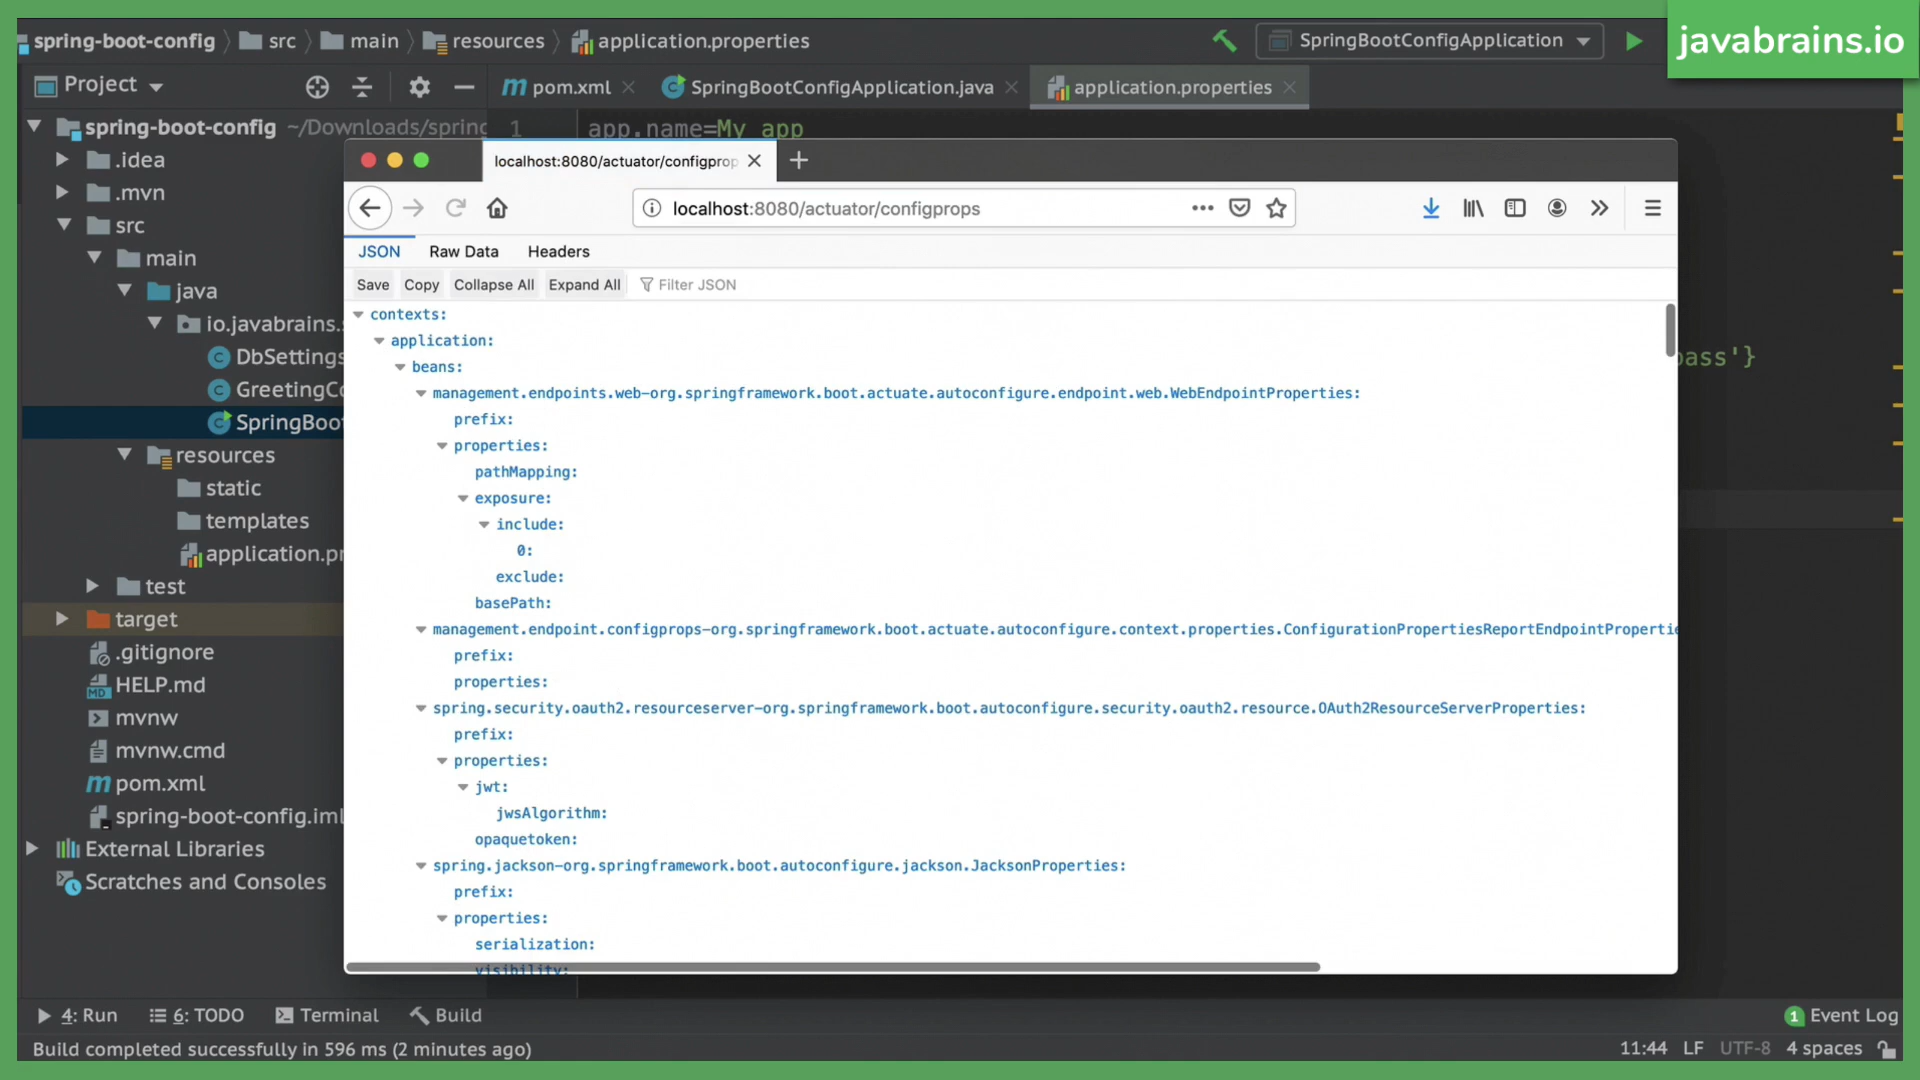 spring-boot-config src main resources application.properties
SpringBootConfigApplication
javabrains.io
Project
pom.xml SpringBootConfigApplication.java application.properties
spring-boot-config ~/Downloads/spring
1 app.name=My app
.idea
.mvn
src
main
java
io.javabrains.
DbSettings
GreetingCo
SpringBoot
resources
static
templates
application.pr
test
target
.gitignore
HELP.md
mvnw
mvnw.cmd
pom.xml
spring-boot-config.iml
External Libraries
Scratches and Consoles
localhost:8080/actuator/configprop
localhost:8080/actuator/configprops
JSON Raw Data Headers
Save Copy Collapse All Expand All Filter JSON
contexts:
application:
beans:
management.endpoints.web-org.springframework.boot.actuate.autoconfigure.endpoint.web.WebEndpointProperties:
prefix:
properties:
pathMapping:
exposure:
include:
0:
exclude:
basePath:
management.endpoint.configprops-org.springframework.boot.actuate.autoconfigure.context.properties.ConfigurationPropertiesReportEndpointPropertie
prefix:
properties:
spring.security.oauth2.resourceserver-org.springframework.boot.autoconfigure.security.oauth2.resource.OAuth2ResourceServerProperties:
prefix:
properties:
jwt:
jwsAlgorithm:
opaquetoken:
spring.jackson-org.springframework.boot.autoconfigure.jackson.JacksonProperties:
prefix:
properties:
serialization:
visibility:
pass'}
4: Run 6: TODO Terminal Build
1 Event Log
Build completed successfully in 596 ms (2 minutes ago)
11:44 LF UTF-8 4 spaces